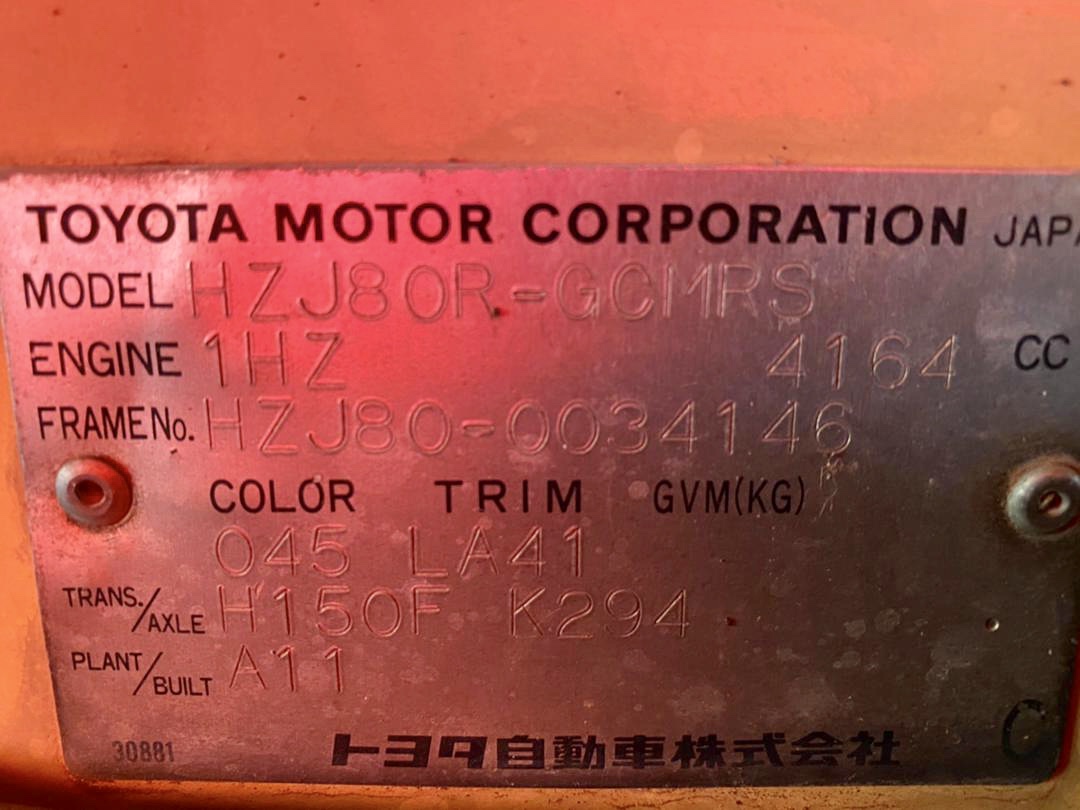 TOYOTA MOTOR CORPORATION JAPA
MODEL HZJ80R-GCMRS
ENGINE 1HZ 4164 CC
FRAME No. HZJ80-0034146
COLOR TRIM GVM(KG)
045 LA41
TRANS./AXLE H150F K294
PLANT/BUILT A11
30881 トヨタ自動車株式会社 C